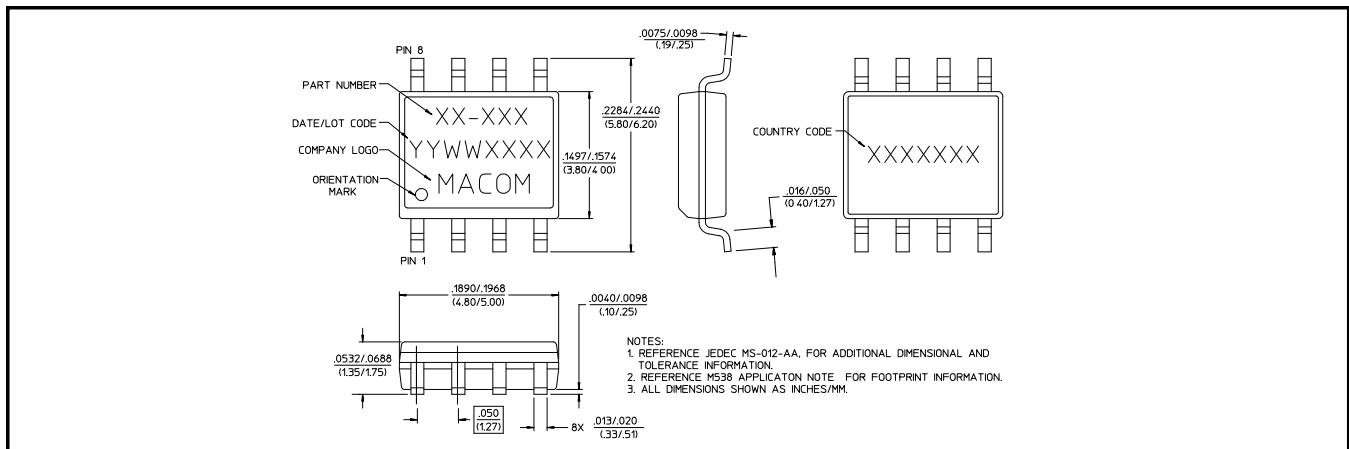 PIN 8
PART NUMBER
XX-XXX
DATE/LOT CODE
YYWWXXXX
COMPANY LOGO
MACOM
ORIENTATION
MARK
PIN 1
.2284/.2440
(5.80/6.20)
.1497/.1574
(3.80/4 00)
.0075/.0098
(.19/.25)
.016/.050
(0 40/1.27)
COUNTRY CODE
XXXXXXX
.1890/.1968
(4.80/5.00)
.0040/.0098
(.10/.25)
.0532/.0688
(1.35/1.75)
.050
(1.27)
8X .013/.020
(.33/.51)
NOTES:
1. REFERENCE JEDEC MS-012-AA, FOR ADDITIONAL DIMENSIONAL AND
TOLERANCE INFORMATION.
2. REFERENCE M538 APPLICATON NOTE FOR FOOTPRINT INFORMATION.
3. ALL DIMENSIONS SHOWN AS INCHES/MM.